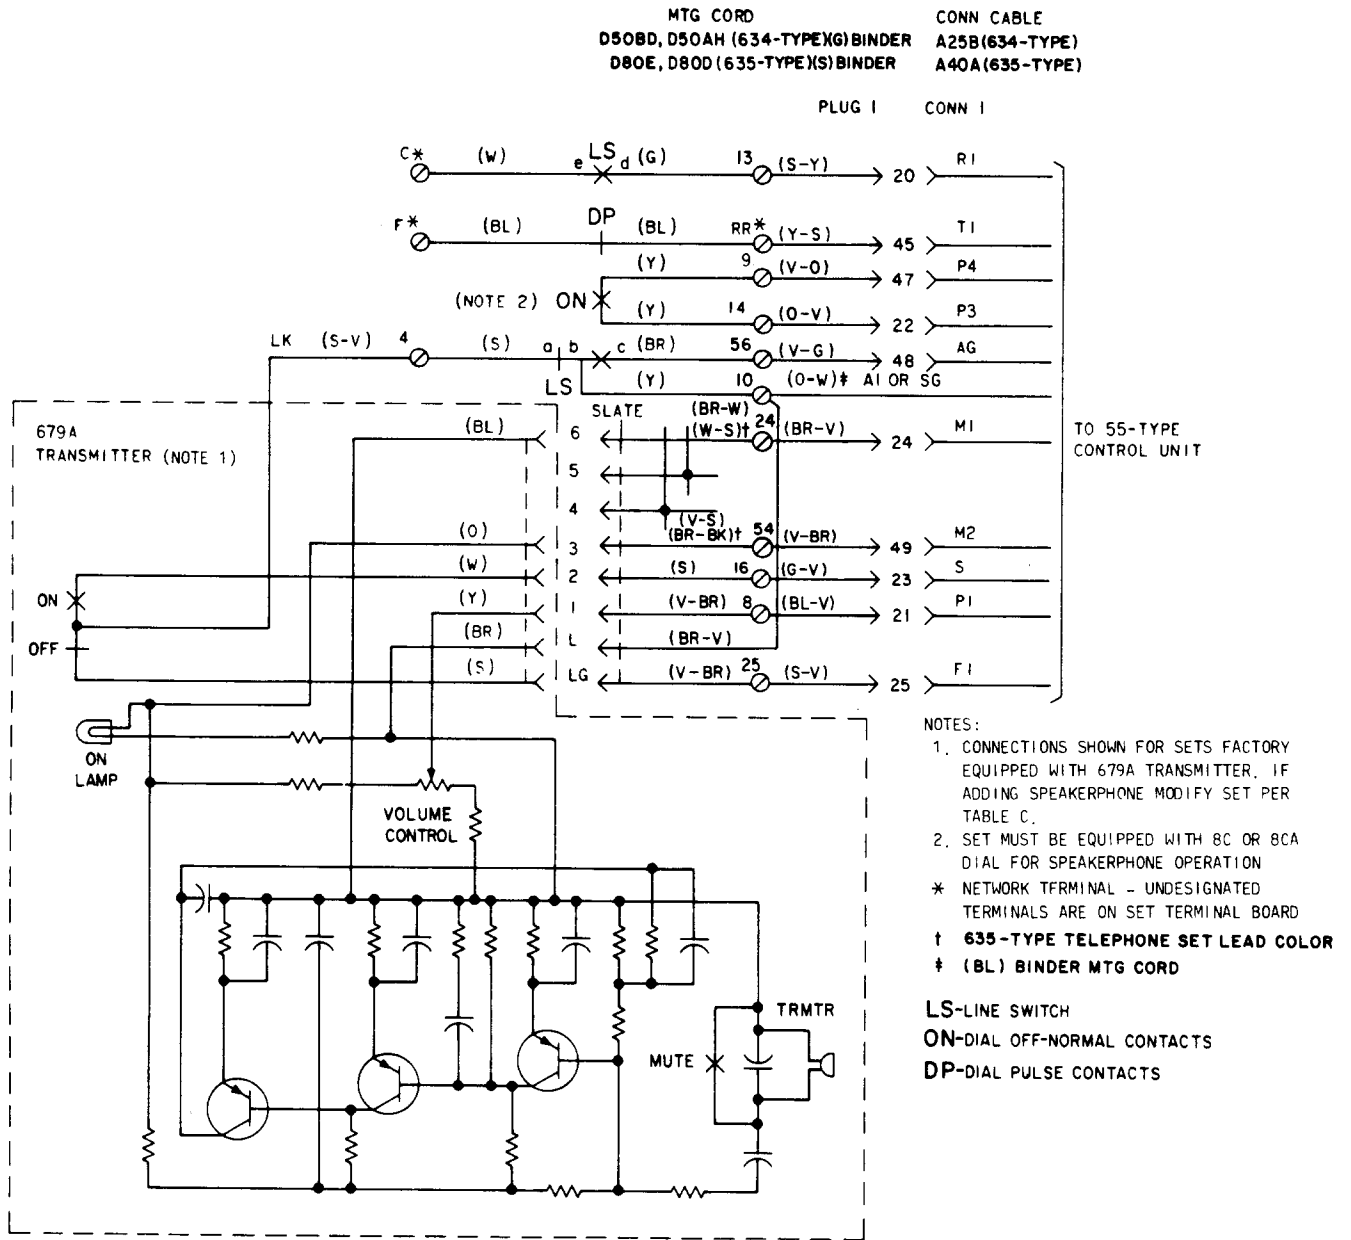 MTG CORD CONN CABLE
D50BD, D50AH (634-TYPE)(G) BINDER A25B(634-TYPE)
D80E, D80D (635-TYPE)(S) BINDER A40A(635-TYPE)
PLUG 1 CONN 1
C* (W) e LS d (G) 13 (S-Y) 20 R1
F* (BL) DP (BL) RR* (Y-S) 45 T1
(Y) 9 (V-O) 47 P4
(NOTE 2) ON
(Y) 14 (O-V) 22 P3
LK (S-V) 4 (S) a b c (BR) 56 (V-G) 48 AG
LS (Y) 10 (O-W)‡ A1 OR SG
SLATE
679A
TRANSMITTER (NOTE 1)
(BL) 6 (BR-W)
(W-S)† 24 (BR-V) 24 M1
TO 55-TYPE
CONTROL UNIT
5
4
(V-S)
(O) 3 (BR-BK)† 54 (V-BR) 49 M2
(W) 2 (S) 16 (G-V) 23 S
ON
(Y) 1 (V-BR) 8 (BL-V) 21 P1
OFF
(BR) L (BR-V)
(S) LG (V-BR) 25 (S-V) 25 F1
ON
LAMP
VOLUME
CONTROL
MUTE
TRMTR
NOTES:
1. CONNECTIONS SHOWN FOR SETS FACTORY
EQUIPPED WITH 679A TRANSMITTER. IF
ADDING SPEAKERPHONE MODIFY SET PER
TABLE C.
2. SET MUST BE EQUIPPED WITH 8C OR 8CA
DIAL FOR SPEAKERPHONE OPERATION
* NETWORK TERMINAL - UNDESIGNATED
TERMINALS ARE ON SET TERMINAL BOARD
† 635-TYPE TELEPHONE SET LEAD COLOR
‡ (BL) BINDER MTG CORD
LS-LINE SWITCH
ON-DIAL OFF-NORMAL CONTACTS
DP-DIAL PULSE CONTACTS